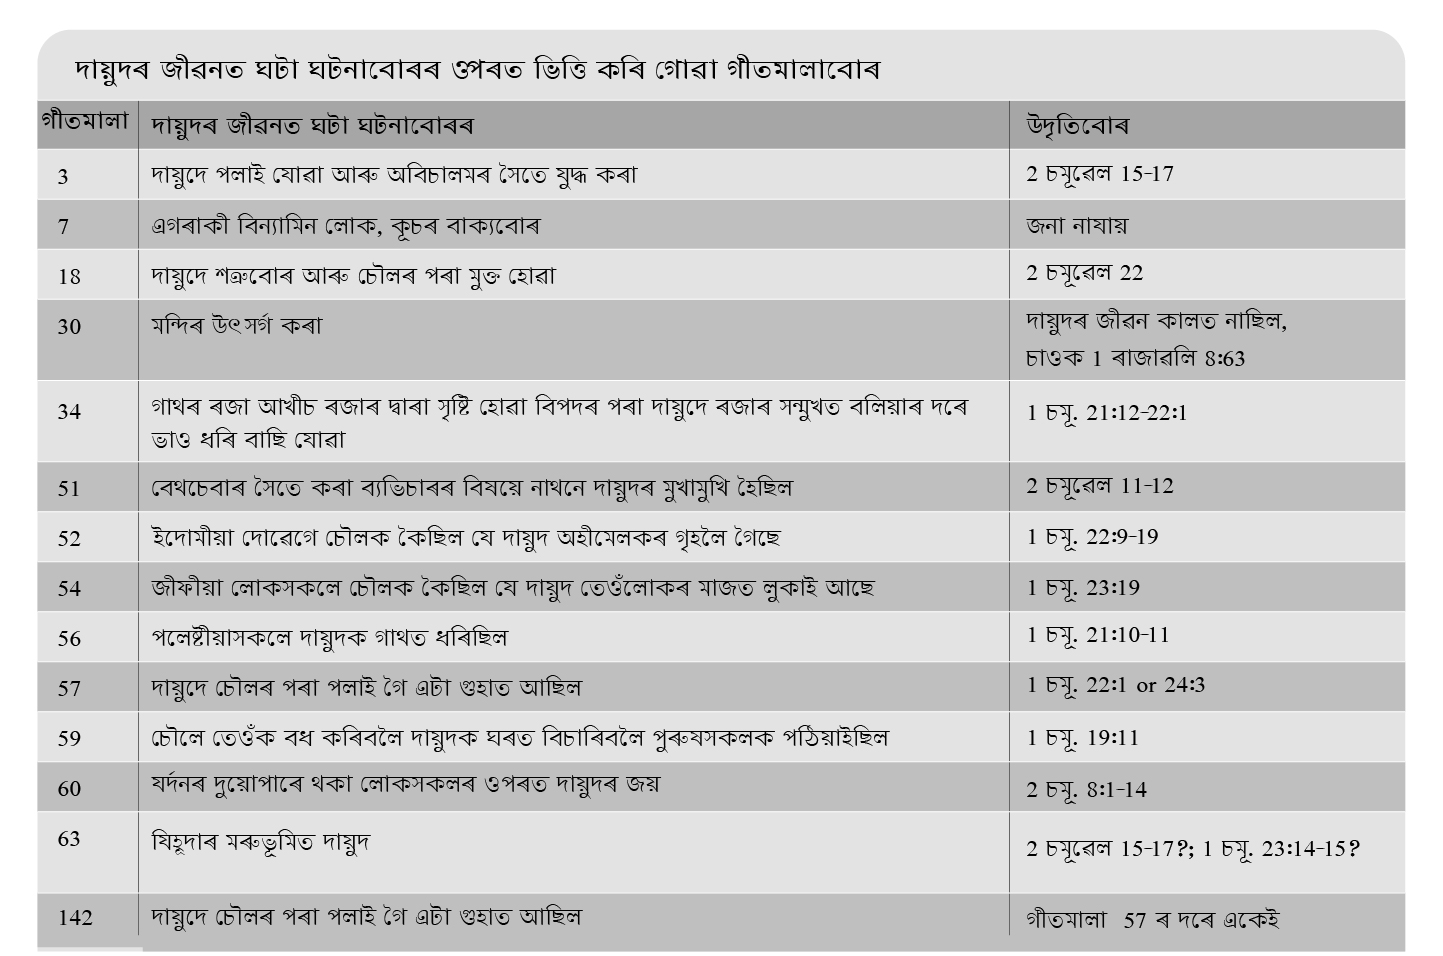 দায়ুদৰ জীৱনত ঘটা ঘটনাবোৰৰ ওপৰত ভিত্তি কৰি গোৱা গীতমালাবোৰ
গীতমালা দায়ুদৰ জীৱনত ঘটা ঘটনাবোৰৰ উদৃতিবোৰ
3 দায়ুদে পলাই যোৱা আৰু অবিচালমৰ সৈতে যুদ্ধ কৰা 2 চমূৱেল 15-17
7 এগৰাকী বিন্যামিন লোক, কূচৰ বাক্যবোৰ জনা নাযায়
18 দায়ুদে শত্ৰুবোৰ আৰু চৌলৰ পৰা মুক্ত হোৱা 2 চমূৱেল 22
30 মন্দিৰ উৎসৰ্গ কৰা দায়ুদৰ জীৱন কালত নাছিল,
চাওক 1 ৰাজাৱলি 8:63
34 গাথৰ ৰজা আখীচ ৰজাৰ দ্বাৰা সৃষ্টি হোৱা বিপদৰ পৰা দায়ুদে ৰজাৰ সন্মুখত বলিয়াৰ দৰে 1 চমূ. 21:12-22:1
ভাও ধৰি বাছি যোৱা
51 বেথচেবাৰ সৈতে কৰা ব্যভিচাৰৰ বিষয়ে নাথনে দায়ুদৰ মুখামুখি হৈছিল 2 চমূৱেল 11-12
52 ইদোমীয়া দোৱেগে চৌলক কৈছিল যে দায়ুদ অহীমেলকৰ গৃহলৈ গৈছে 1 চমূ. 22:9-19
54 জীফীয়া লোকসকলে চৌলক কৈছিল যে দায়ুদ তেওঁলোকৰ মাজত লুকাই আছে 1 চমূ. 23:19
56 পলেষ্টীয়াসকলে দায়ুদক গাথত ধৰিছিল 1 চমূ. 21:10-11
57 দায়ুদে চৌলৰ পৰা পলাই গৈ এটা গুহাত আছিল 1 চমূ. 22:1 or 24:3
59 চৌলে তেওঁক বধ কৰিবলৈ দায়ুদক ঘৰত বিচাৰিবলৈ পুৰুষসকলক পঠিয়াইছিল 1 চমূ. 19:11
60 যৰ্দনৰ দুয়োপাৰে থকা লোকসকলৰ ওপৰত দায়ুদৰ জয় 2 চমূ. 8:1-14
63 যিহূদাৰ মৰুভূমিত দায়ুদ 2 চমূৱেল 15-17?; 1 চমূ. 23:14-15?
142 দায়ুদে চৌলৰ পৰা পলাই গৈ এটা গুহাত আছিল গীতমালা 57 ৰ দৰে একেই